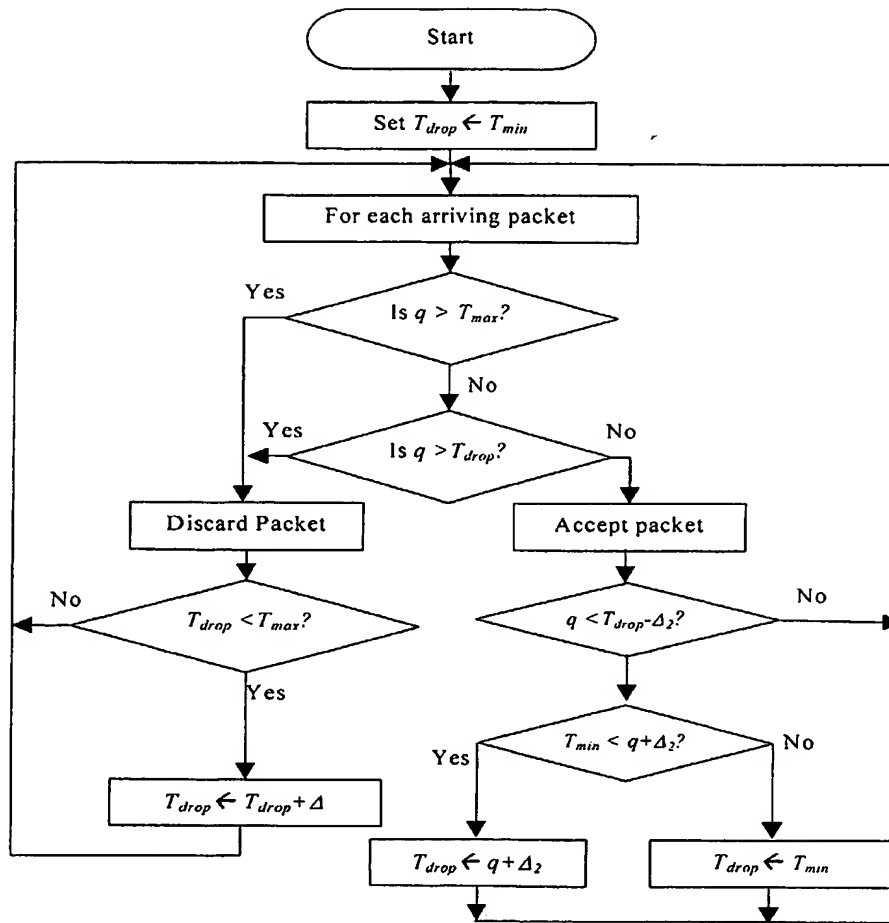 Start
Set T_drop ← T_min
For each arriving packet
Yes
Is q > T_max?
No
Yes
Is q > T_drop?
No
Discard Packet
Accept packet
No
T_drop < T_max?
q < T_drop-Δ_2?
No
Yes
Yes
T_min < q+Δ_2?
No
T_drop ← T_drop + Δ
T_drop ← q+Δ_2
T_drop ← T_min